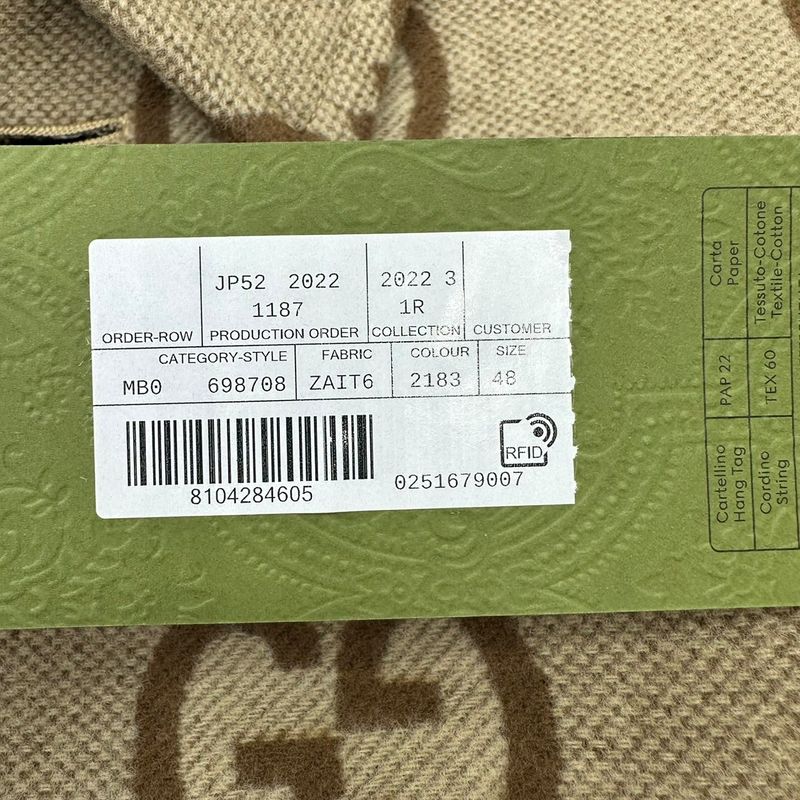 JP52 2022
1187
2022 3
1R
ORDER-ROW
PRODUCTION ORDER
COLLECTION
CUSTOMER
CATEGORY-STYLE
FABRIC
COLOUR
SIZE
MB0 698708
ZAIT6
2183
48
8104284605
RFID
0251679007
Carta
Paper
Tessuto-Cotone
Textile-Cotton
PAP 22
TEX 60
Cartellino
Hang Tag
Cordino
String